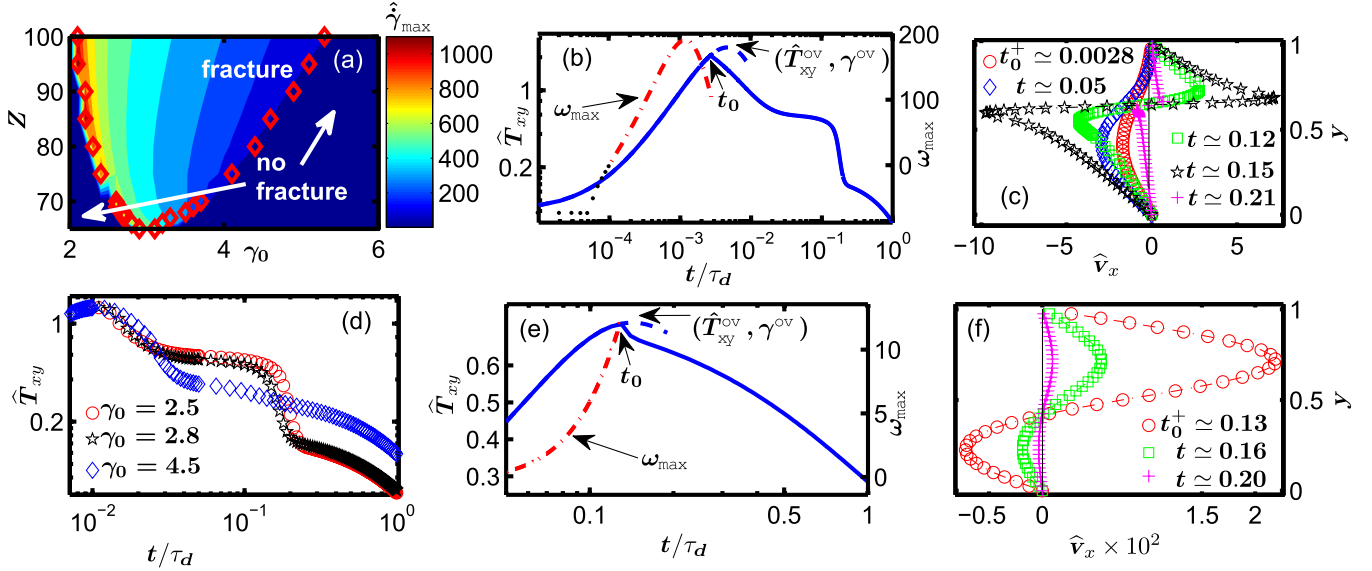 (a)
Z
100
90
80
70
2
4
6
γ₀
fracture
no
fracture
γ̂̇ max
1000
800
600
400
200
(b)
T̂xy
1
0.2
10⁻⁴
10⁻³
10⁻²
10⁻¹
10⁰
t/τd
ωmax
t₀
(T̂ᵒᵛxy, γᵒᵛ)
200
100
0
ωmax
(c)
t₀⁺ ≃ 0.0028
t ≃ 0.05
t ≃ 0.12
t ≃ 0.15
t ≃ 0.21
−10
−5
0
5
v̂x
1
0.5
0
y
(d)
T̂xy
1
0.2
γ₀ = 2.5
γ₀ = 2.8
γ₀ = 4.5
10⁻²
10⁻¹
10⁰
t/τd
(e)
T̂xy
0.6
0.5
0.4
0.3
0.1
1
t/τd
(T̂ᵒᵛxy, γᵒᵛ)
t₀
ωmax
10
5
0
ωmax
(f)
t₀⁺ ≃ 0.13
t ≃ 0.16
t ≃ 0.20
−0.5
0
1.5
2
v̂x × 10²
1
0.5
0
y